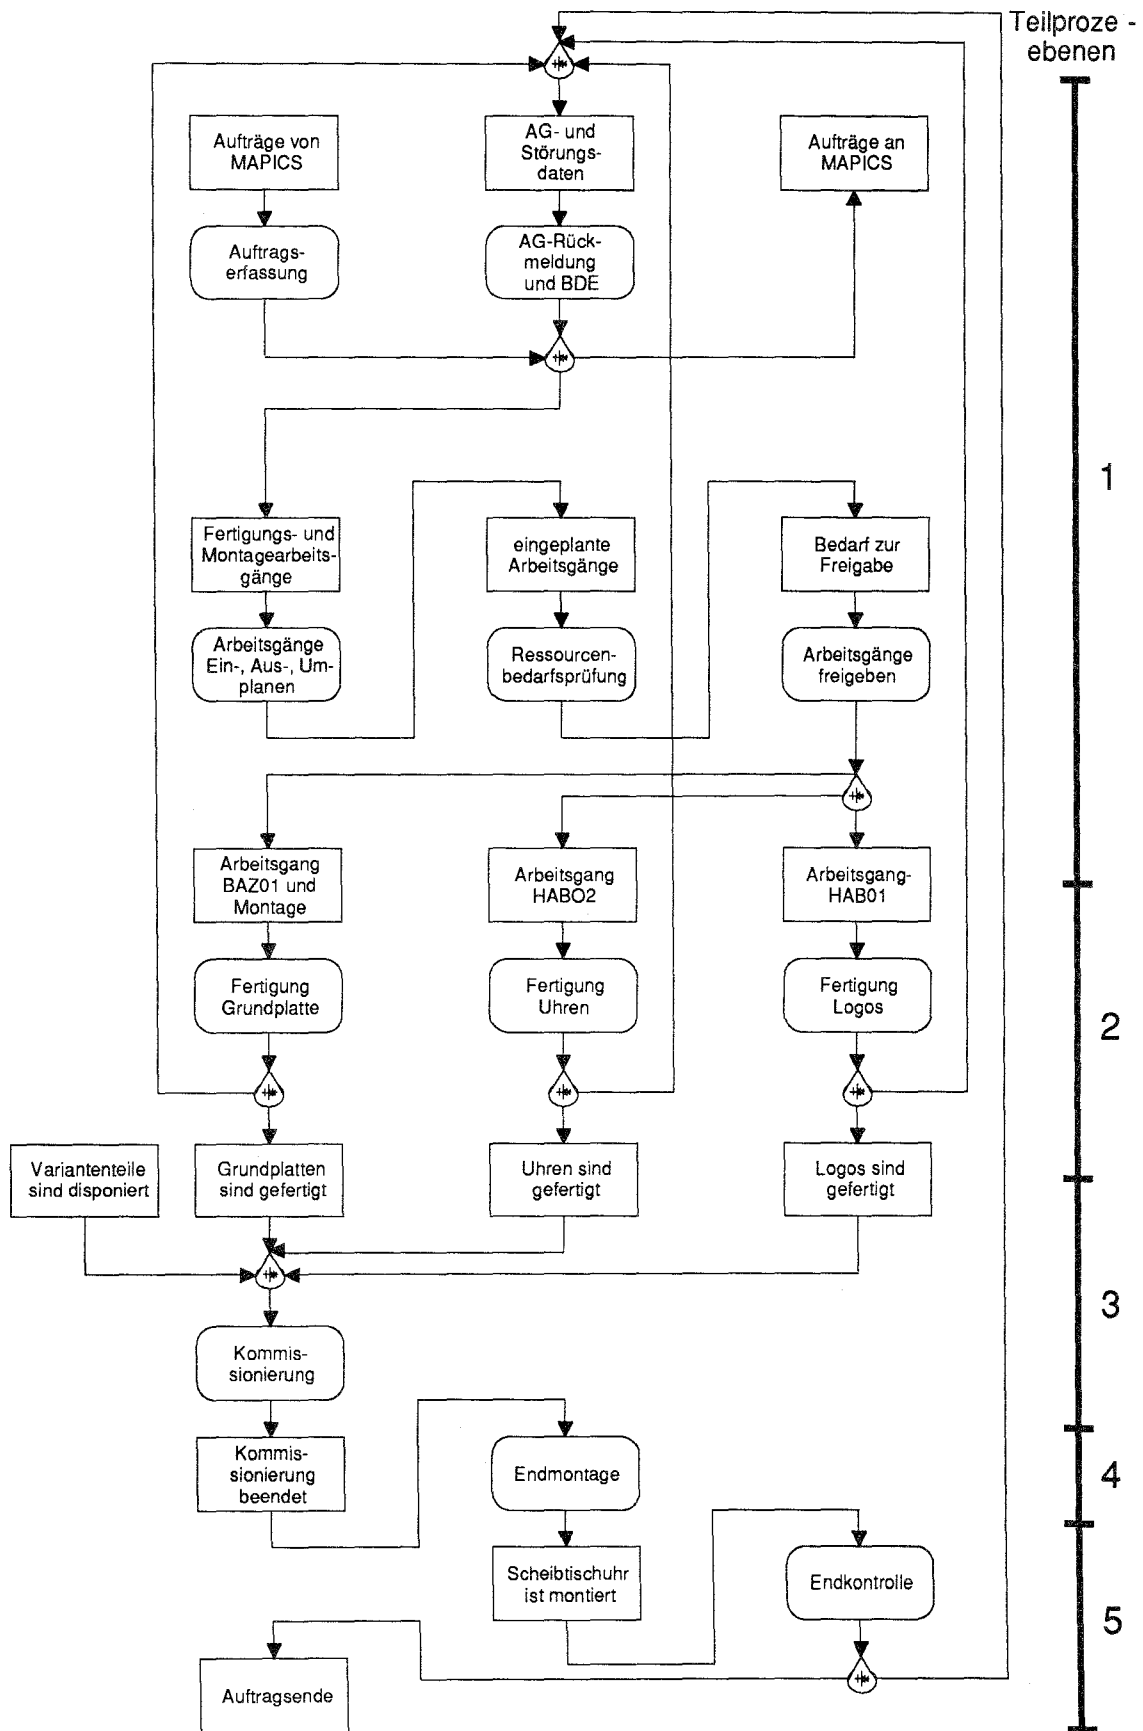 Teilproze -
ebenen
Aufträge von
MAPICS
AG- und
Störungs-
daten
Aufträge an
MAPICS
Auftrags-
erfassung
AG-Rück-
meldung
und BDE
1
Fertigungs- und
Montagearbeits-
gänge
eingeplante
Arbeitsgänge
Bedarf zur
Freigabe
Arbeitsgänge
Ein-, Aus-, Um-
planen
Ressourcen-
bedarfsprüfung
Arbeitsgänge
freigeben
Arbeitsgang
BAZ01 und
Montage
Arbeitsgang
HABO2
Arbeitsgang-
HAB01
Fertigung
Grundplatte
Fertigung
Uhren
Fertigung
Logos
2
Variantenteile
sind disponiert
Grundplatten
sind gefertigt
Uhren sind
gefertigt
Logos sind
gefertigt
3
Kommis-
sionierung
Kommis-
sionierung
beendet
Endmontage
4
Scheibtischuhr
ist montiert
Endkontrolle
5
Auftragsende